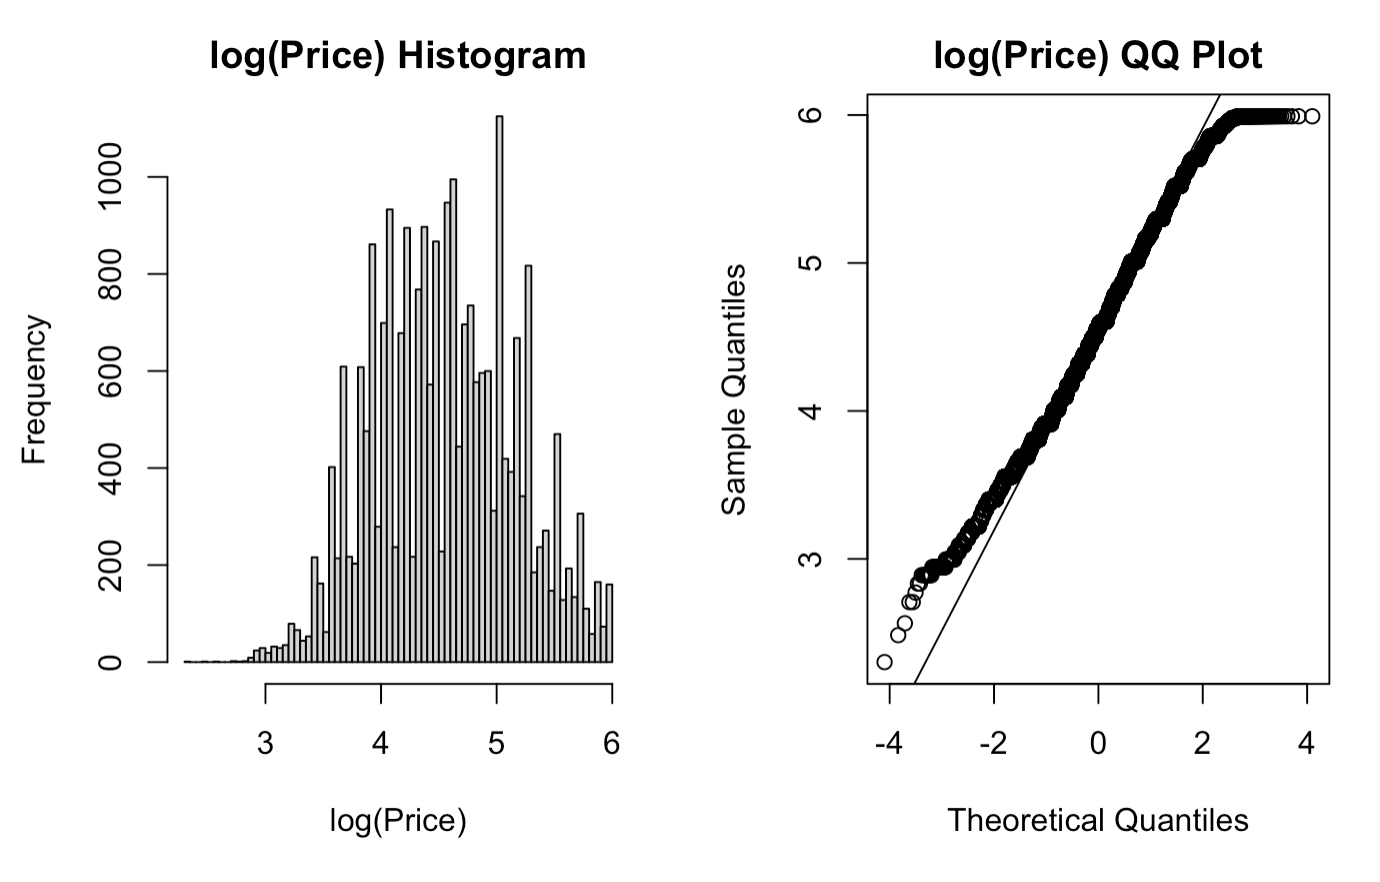 log(Price) Histogram
Frequency
0
200
400
600
800
1000
3 4 5 6
log(Price)
log(Price) QQ Plot
Sample Quantiles
3
4
5
6
-4 -2 0 2 4
Theoretical Quantiles